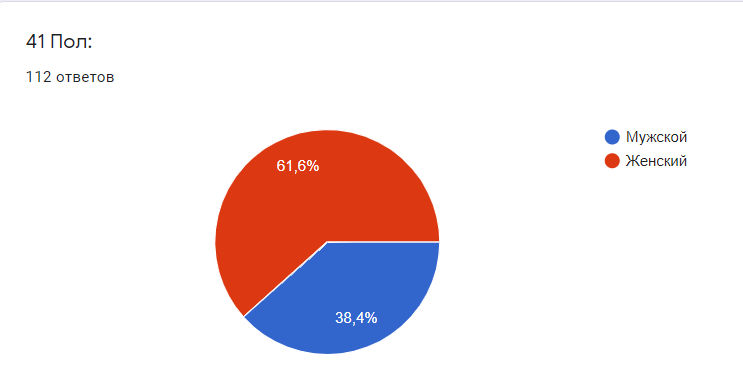 41 Пол:
112 ответов
Мужской
Женский
61,6%
38,4%